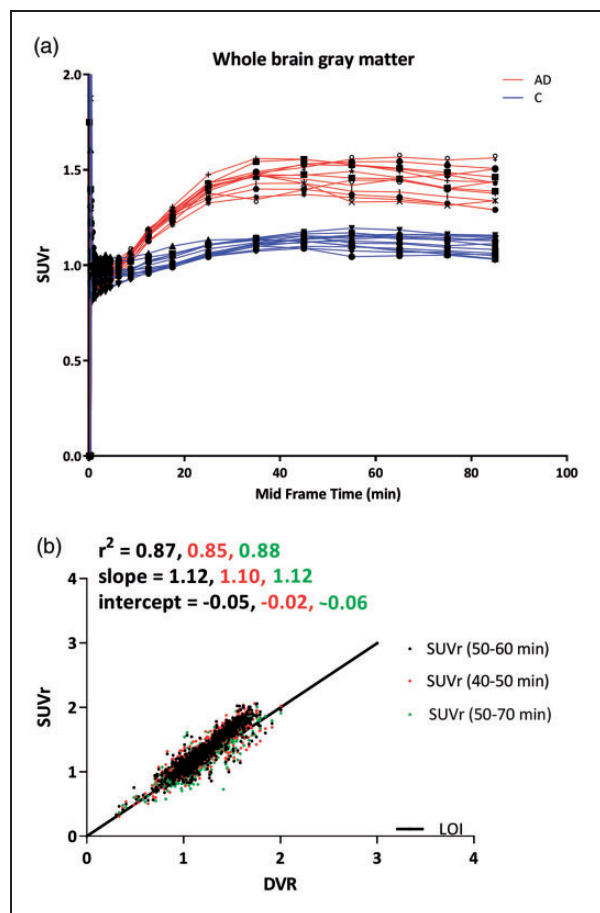 (a)
Whole brain gray matter
AD
C
2.0
1.5
1.0
0.5
0.0
SUVr
0 20 40 60 80 100
Mid Frame Time (min)
(b)
r² = 0.87, 0.85, 0.88
slope = 1.12, 1.10, 1.12
intercept = -0.05, -0.02, -0.06
4
3
2
1
0
SUVr
SUVr (50-60 min)
SUVr (40-50 min)
SUVr (50-70 min)
LOI
0 1 2 3 4
DVR